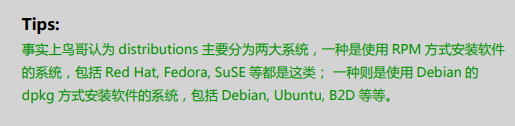 Tips:
事实上鸟哥认为 distributions 主要分为两大系统，一种是使用 RPM 方式安装软件
的系统，包括 Red Hat, Fedora, SuSE 等都是这类； 一种则是使用 Debian 的
dpkg 方式安装软件的系统，包括 Debian, Ubuntu, B2D 等等。